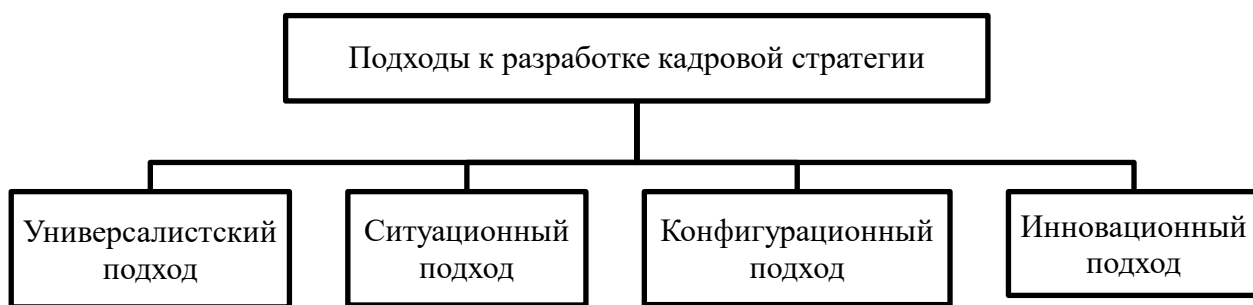 Подходы к разработке кадровой стратегии
Универсалистский
подход
Ситуационный
подход
Конфигурационный
подход
Инновационный
подход